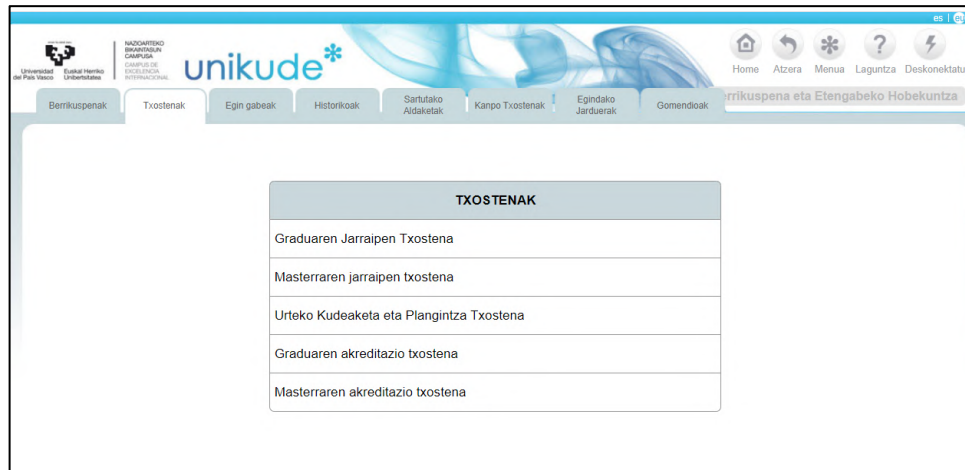 es | eu
Universidad del País Vasco
Euskal Herriko Unibertsitatea
NAZIOARTEKO
BIKAINTASUN
CAMPUSA
CAMPUS DE
EXCELENCIA
INTERNACIONAL
unikude*
Home Atzera Menua Laguntza Deskonektatu
Berrikuspenak Txostenak Egin gabeak Historikoak Sartutako Aldaketak Kanpo Txostenak Egindako Jarduerak Gomendioak
rrikuspena eta Etengabeko Hobekuntza
TXOSTENAK
Graduaren Jarraipen Txostena
Masterraren jarraipen txostena
Urteko Kudeaketa eta Plangintza Txostena
Graduaren akreditazio txostena
Masterraren akreditazio txostena